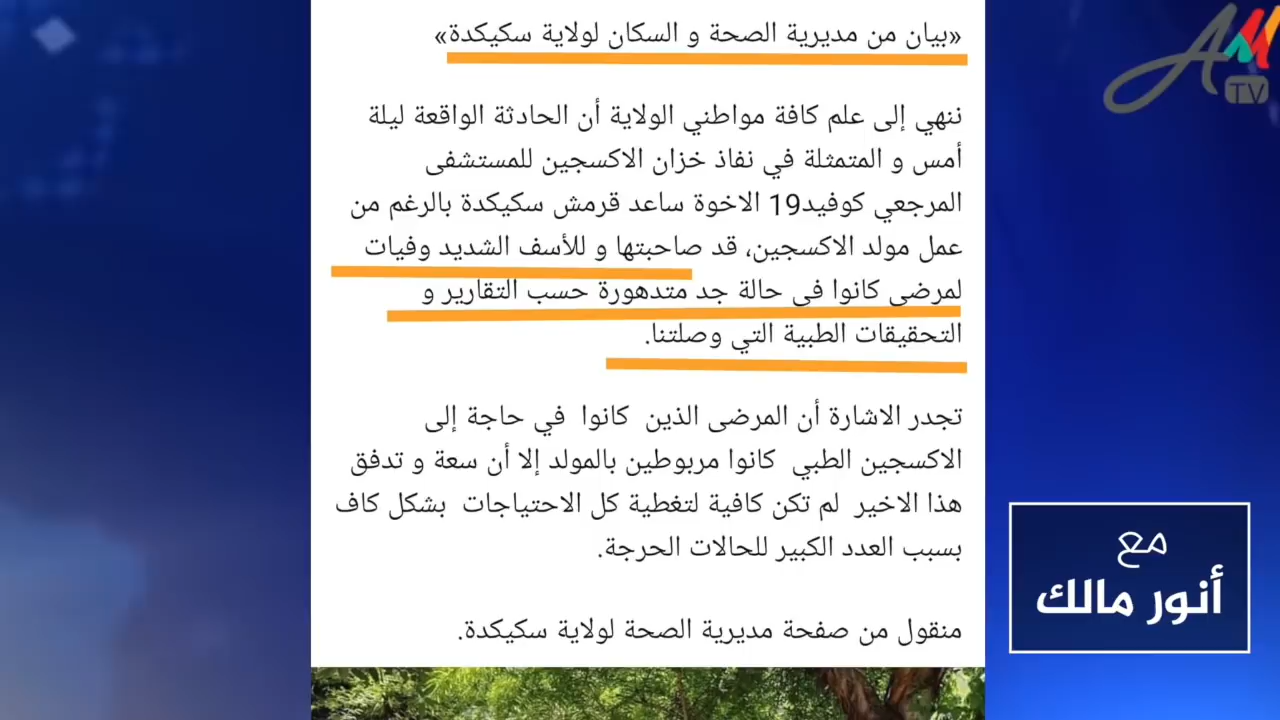 «بيان من مديرية الصحة و السكان لولاية سكيكدة»
ننهي إلى علم كافة مواطني الولاية أن الحادثة الواقعة ليلة
أمس و المتمثلة في نفاذ خزان الاكسجين للمستشفى
المرجعي كوفيد19 الاخوة ساعد قرمش سكيكدة بالرغم من
عمل مولد الاكسجين، قد صاحبتها و للأسف الشديد وفيات
لمرضى كانوا في حالة جد متدهورة حسب التقارير و
التحقيقات الطبية التي وصلتنا.
تجدر الاشارة أن المرضى الذين كانوا في حاجة إلى
الاكسجين الطبي كانوا مربوطين بالمولد إلا أن سعة و تدفق
هذا الاخير لم تكن كافية لتغطية كل الاحتياجات بشكل كاف
بسبب العدد الكبير للحالات الحرجة.
منقول من صفحة مديرية الصحة لولاية سكيكدة.
AM
TV
مع
أنور مالك